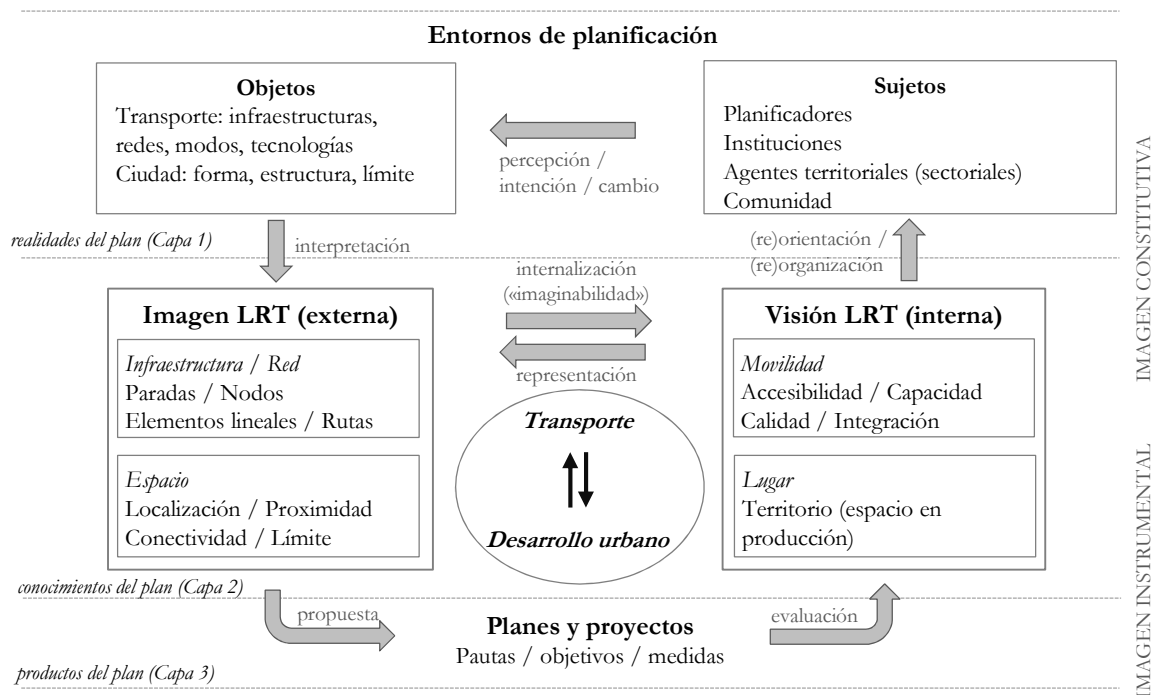 Entornos de planificación
Objetos
Transporte: infraestructuras,
redes, modos, tecnologías
Ciudad: forma, estructura, límite
percepción /
intención / cambio
Sujetos
Planificadores
Instituciones
Agentes territoriales (sectoriales)
Comunidad
realidades del plan (Capa 1)
interpretación
(re)orientación /
(re)organización
IMAGEN CONSTITUTIVA
Imagen LRT (externa)
Infraestructura / Red
Paradas / Nodos
Elementos lineales / Rutas
Espacio
Localización / Proximidad
Conectividad / Límite
internalización
(«imaginabilidad»)
representación
Transporte
Desarrollo urbano
Visión LRT (interna)
Movilidad
Accesibilidad / Capacidad
Calidad / Integración
Lugar
Territorio (espacio en
producción)
conocimientos del plan (Capa 2)
propuesta
Planes y proyectos
Pautas / objetivos / medidas
evaluación
productos del plan (Capa 3)
IMAGEN INSTRUMENTAL